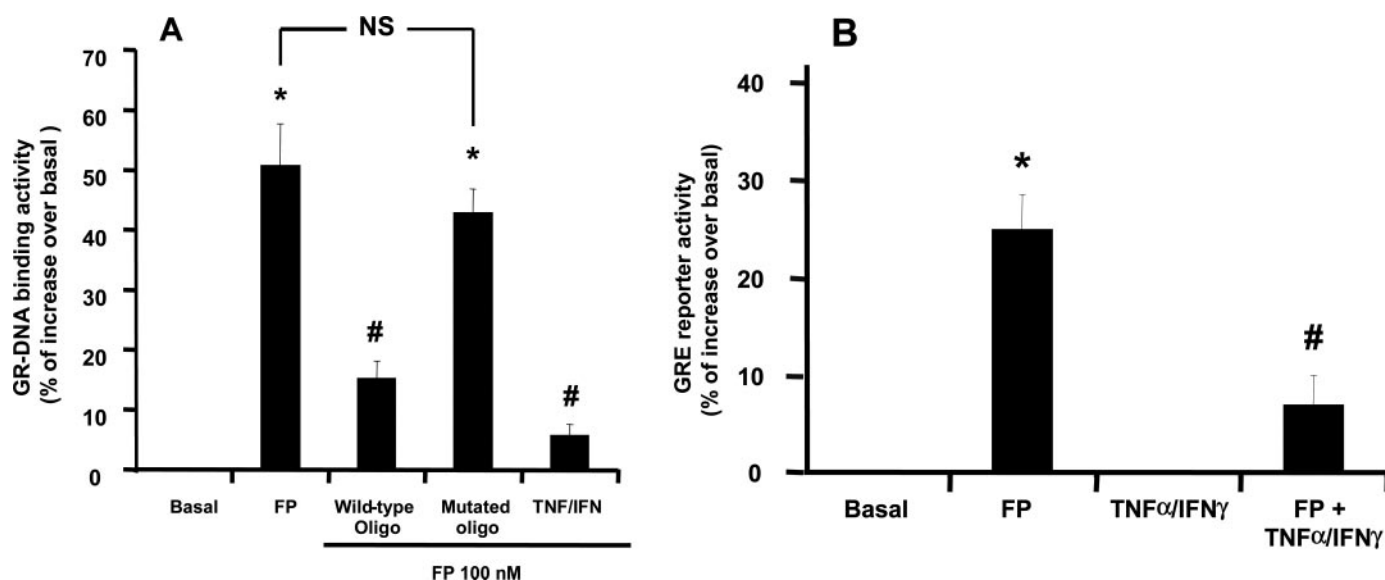 A
NS
GR-DNA binding activity
(% of increase over basal )
70
60
50
40
30
20
10
0
*
#
*
#
Basal
FP
Wild-type
Oligo
Mutated
oligo
TNF/IFN
FP 100 nM
B
GRE reporter activity
(% of increase over basal)
40
30
20
10
0
*
#
Basal
FP
TNFα/IFNγ
FP +
TNFα/IFNγ